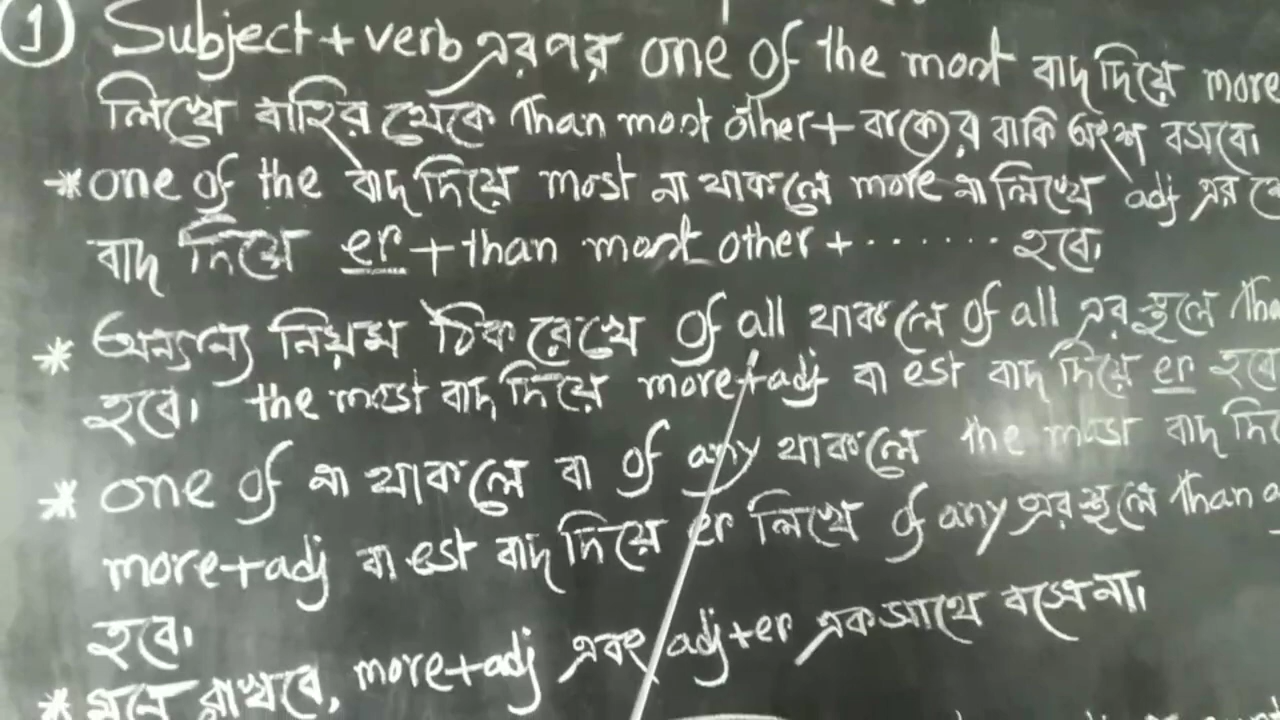 ① Subject + verb এর পর one of the most বাদ দিয়ে more
লিখে বাহির থেকে than most other + বাক্যের বাকি অংশ বসবে।
* one of the বাদ দিয়ে most না থাকলে more না লিখে adj এর
বাদ দিয়ে er + than most other + ....... হবে।
* অন্যান্য নিয়ম ঠিক রেখে of all থাকলে of all এর স্থলে
হবে। the most বাদ দিয়ে more+adj বা est বাদ দিয়ে er হবে
* one of না থাকলে বা of any থাকলে the most বাদ
more+adj বা est বাদ দিয়ে er লিখে of any এর স্থলে than
হবে।
* মনে রাখবে, more+adj এবং adj+er একসাথে বসে না।